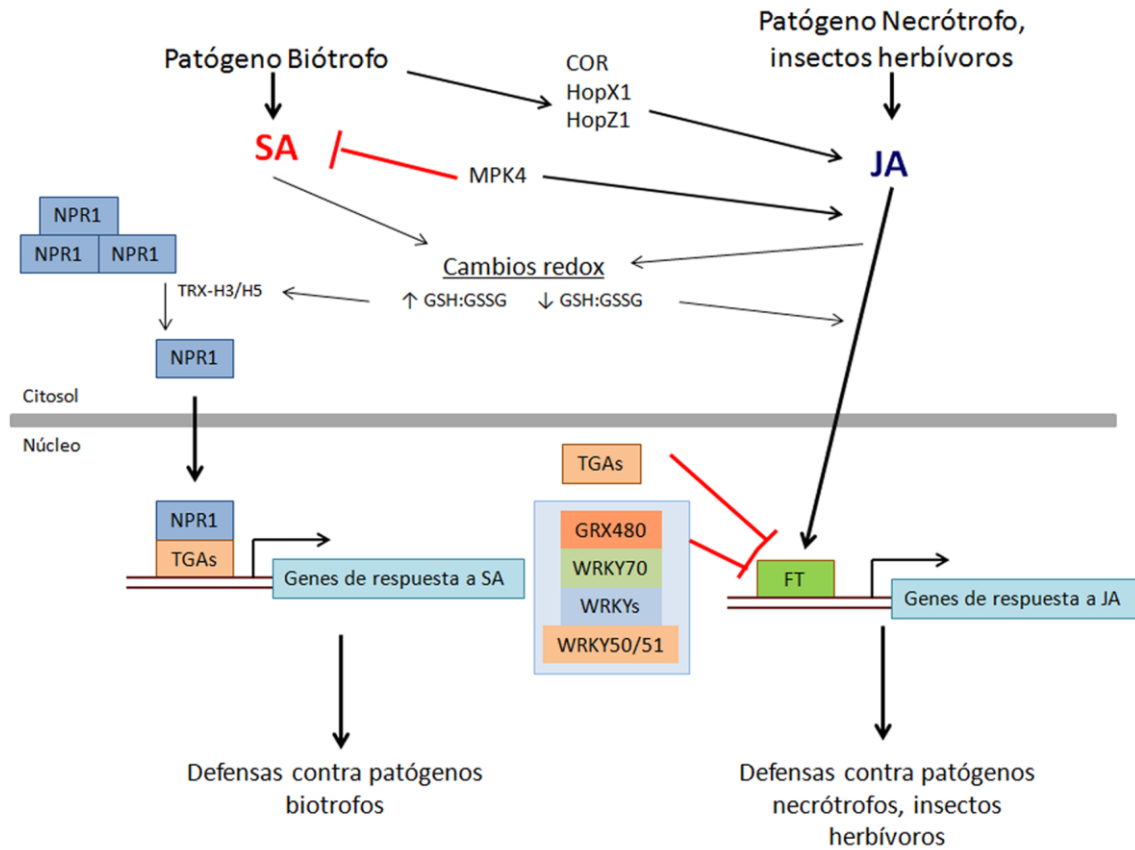 Patógeno Biótrofo
COR
HopX1
HopZ1
Patógeno Necrótrofo,
insectos herbívoros
SA
MPK4
JA
NPR1
NPR1 NPR1
Cambios redox
TRX-H3/H5
↑ GSH:GSSG ↓ GSH:GSSG
NPR1
Citosol
Núcleo
TGAs
NPR1
TGAs
Genes de respuesta a SA
GRX480
WRKY70
WRKYs
WRKY50/51
FT
Genes de respuesta a JA
Defensas contra patógenos
biotrofos
Defensas contra patógenos
necrótrofos, insectos
herbívoros